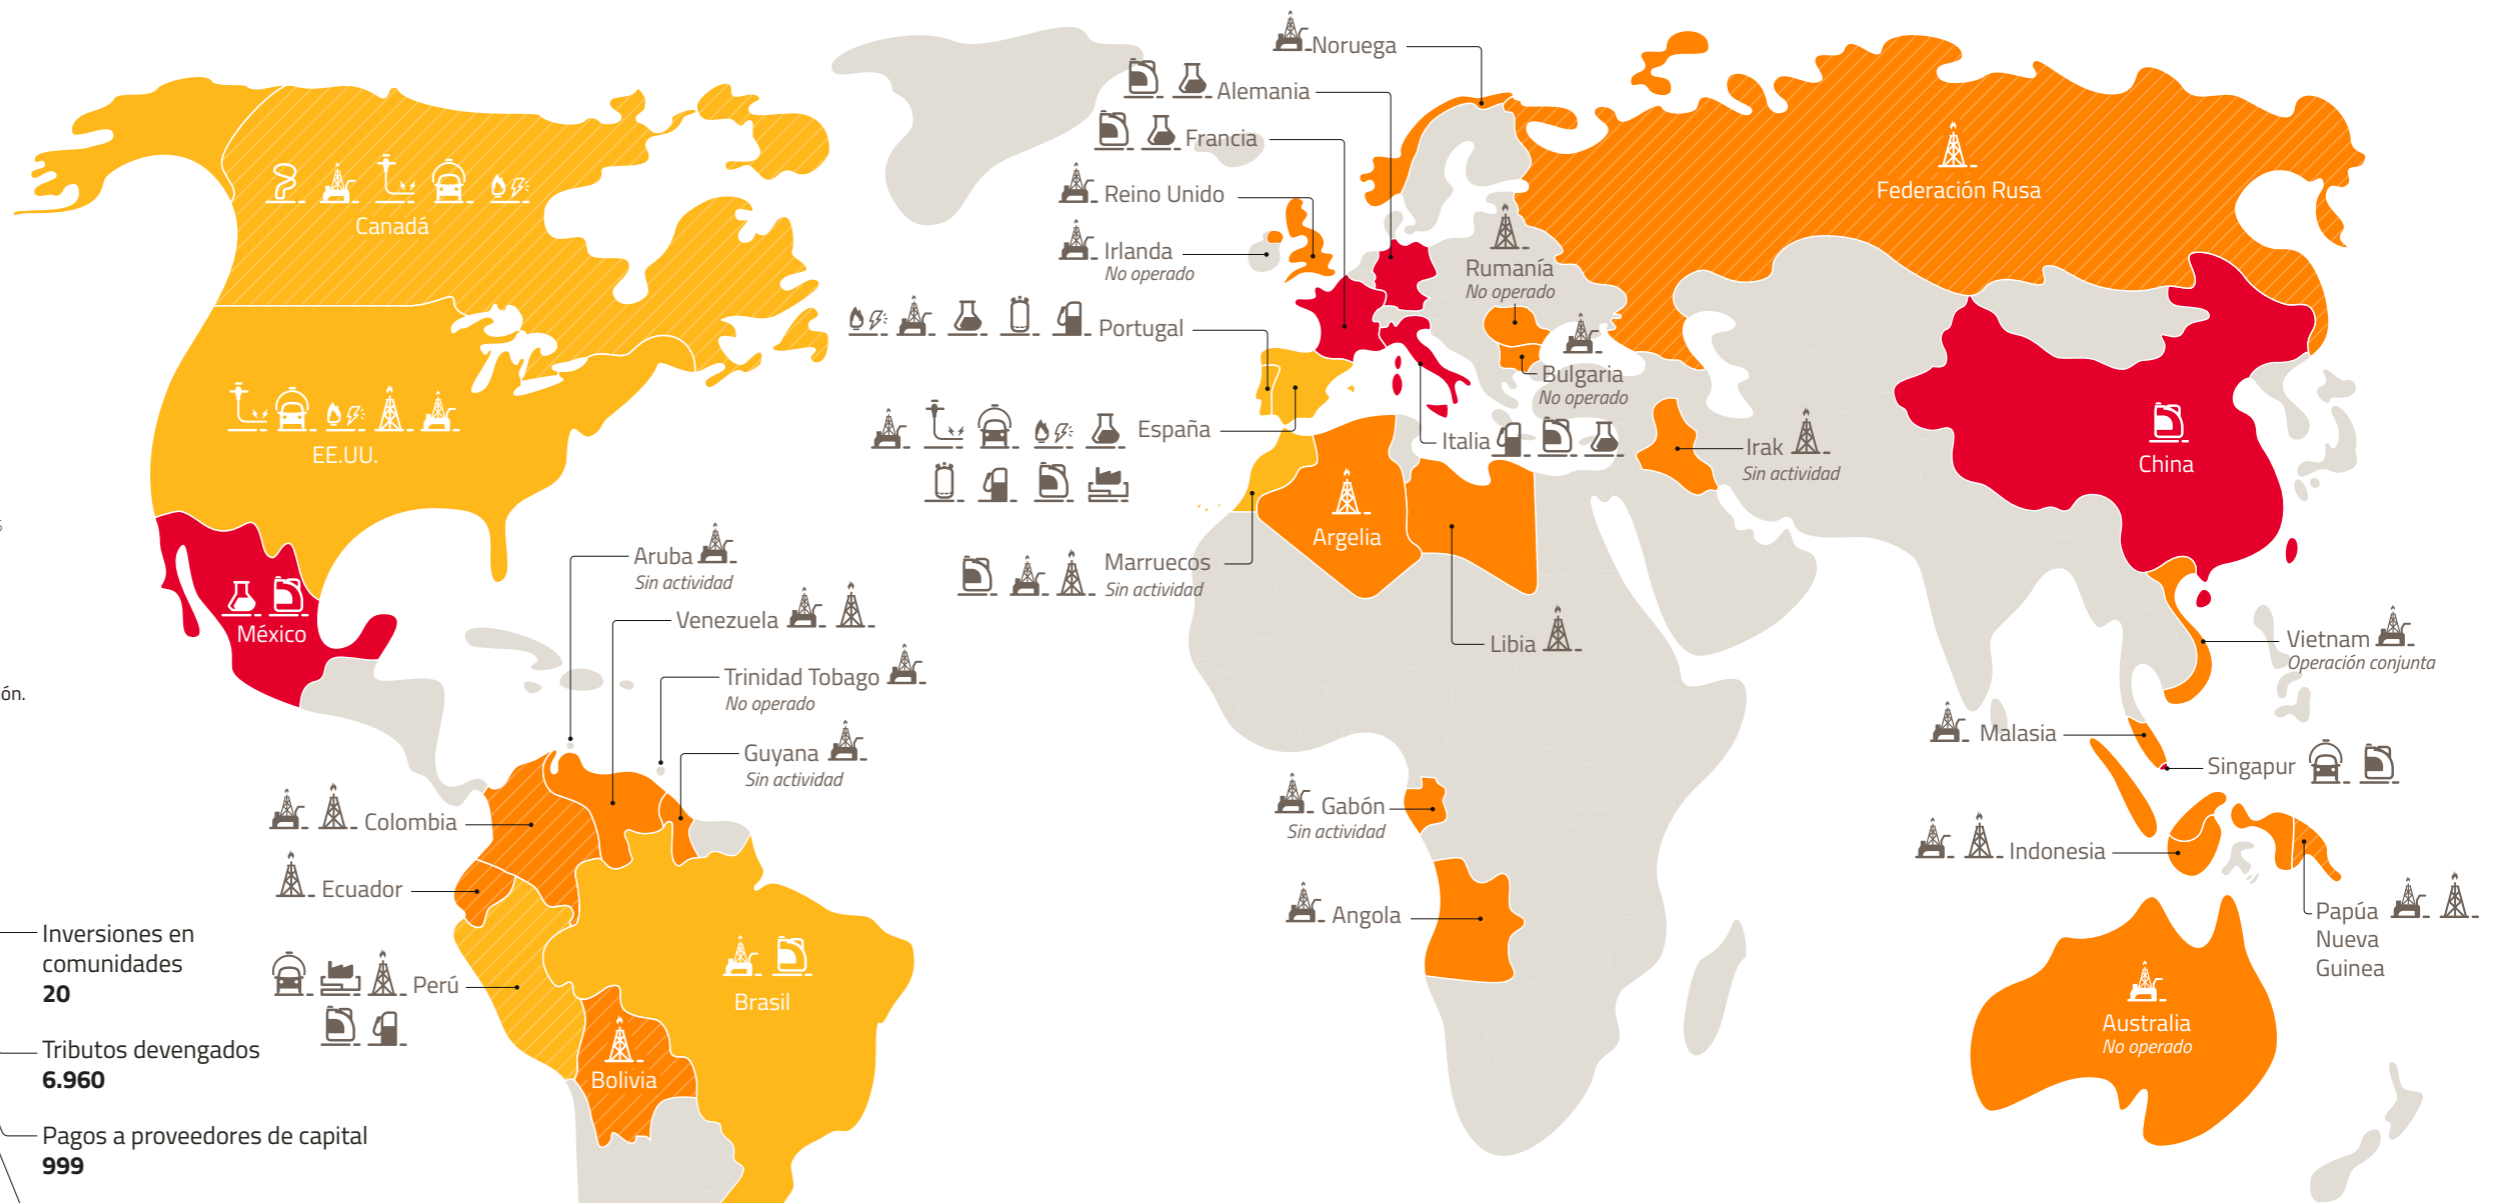 Noruega
Alemania
Francia
Reino Unido
Irlanda
No operado
Portugal
España
Marruecos
Sin actividad
Federación Rusa
Rumanía
No operado
Bulgaria
No operado
Italia
Irak
Sin actividad
China
Argelia
Libia
Vietnam
Operación conjunta
Malasia
Singapur
Indonesia
Papúa
Nueva
Guinea
Australia
No operado
Gabón
Sin actividad
Angola
Canadá
EE.UU.
México
Aruba
Sin actividad
Venezuela
Trinidad Tobago
No operado
Guyana
Sin actividad
Colombia
Ecuador
Perú
Brasil
Bolivia
ón.
Inversiones en
comunidades
20
Tributos devengados
6.960
Pagos a proveedores de capital
999